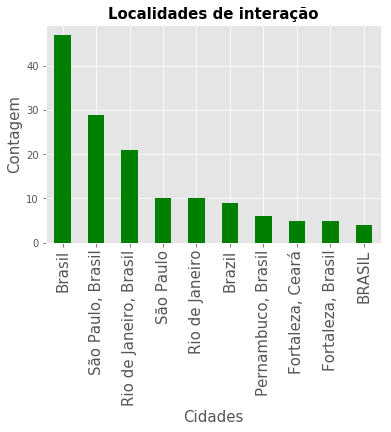 Localidades de interação
Contagem
40
30
20
10
0
Brasil
São Paulo, Brasil
Rio de Janeiro, Brasil
São Paulo
Rio de Janeiro
Brazil
Pernambuco, Brasil
Fortaleza, Ceará
Fortaleza, Brasil
BRASIL
Cidades